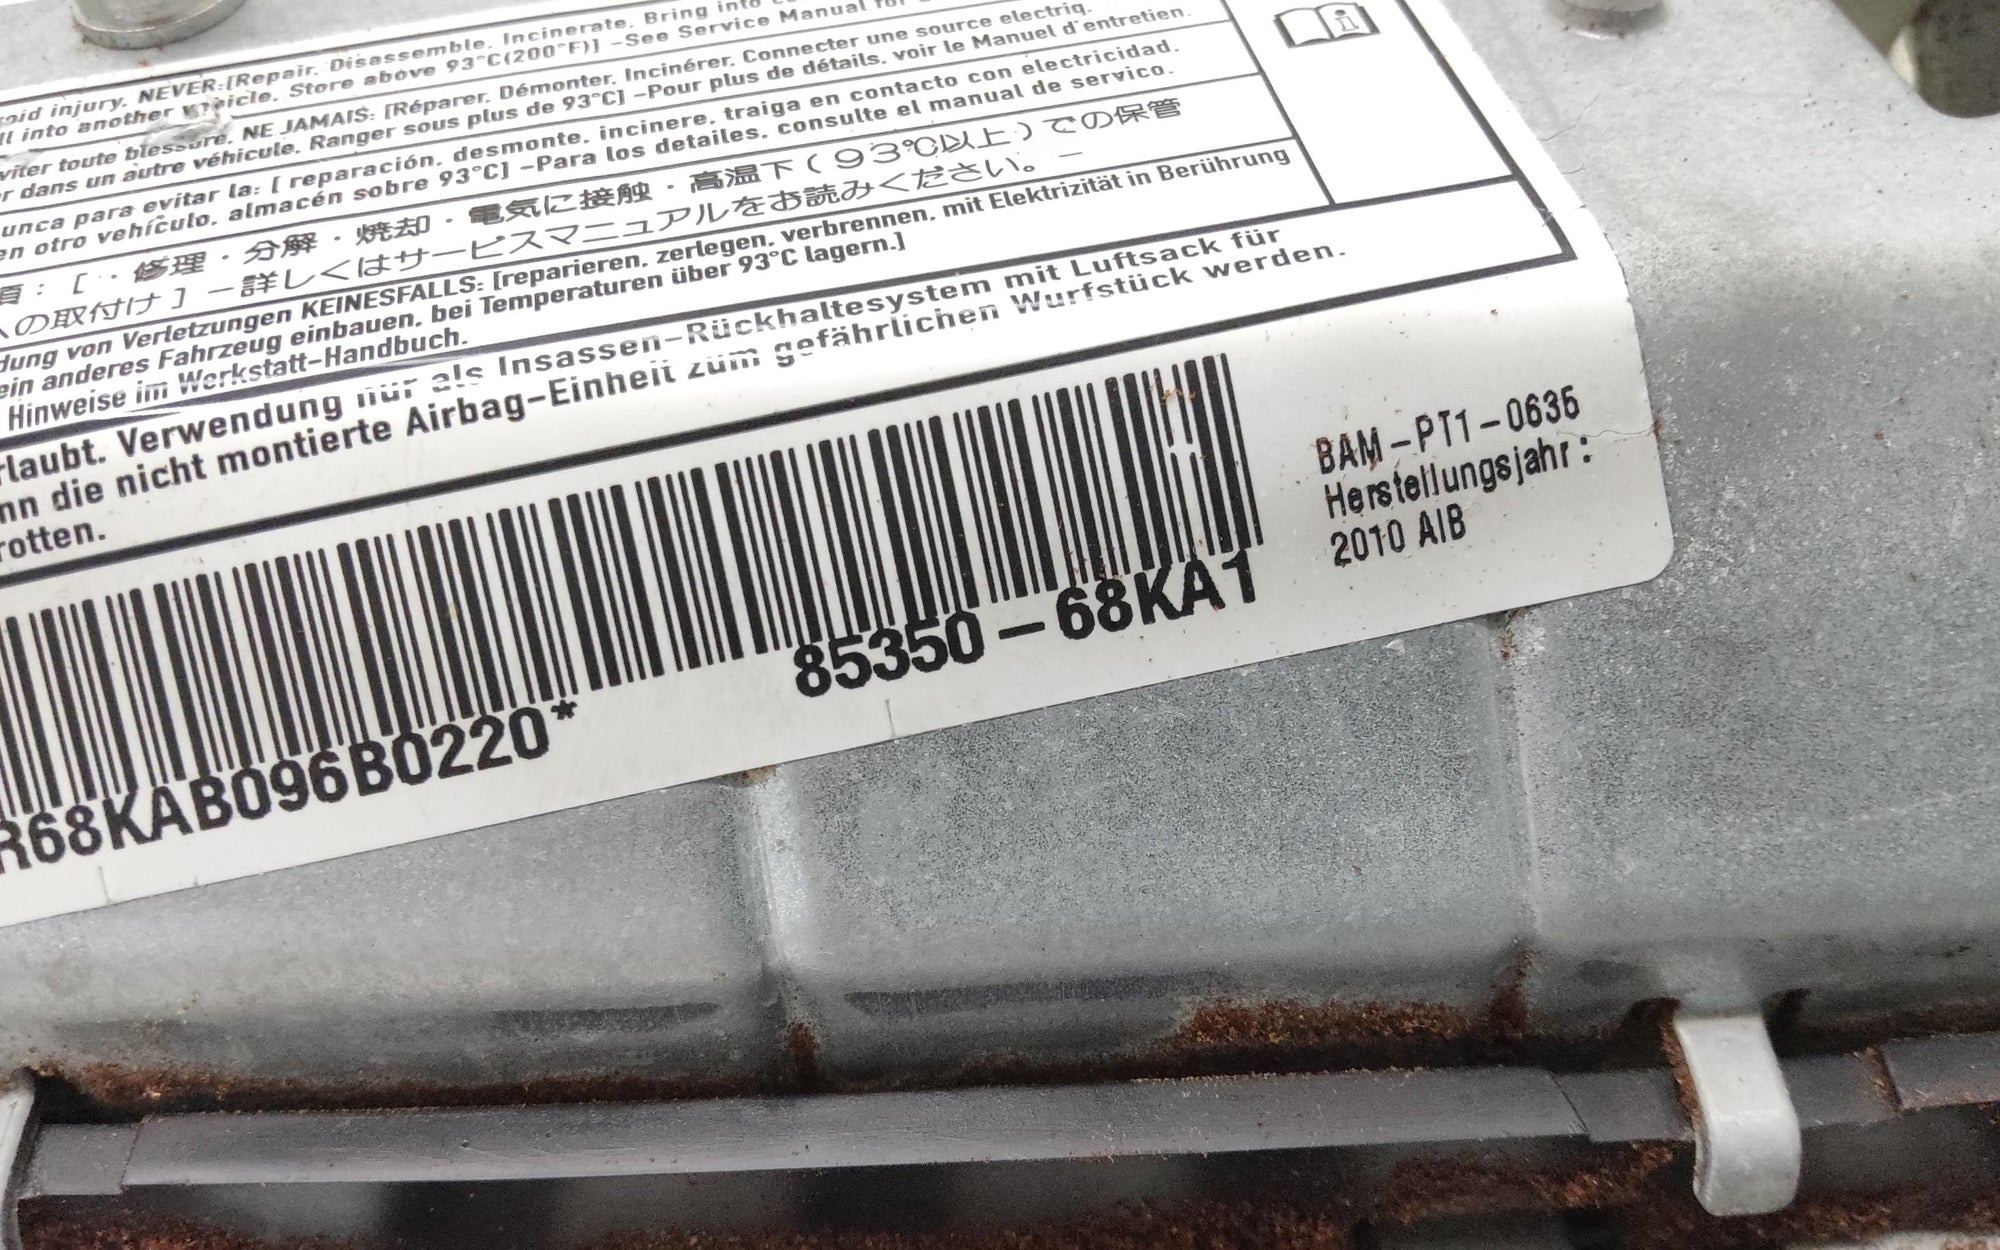 oid injury. NEVER:[Repair. Disassemble. Incinerate. Bring into
ll into another vehicle. Store above 93°C(200°F)] -See Service Manual for
viter toute blessure. NE JAMAIS: [Réparer. Démonter. Incinérer. Connecter une source electriq.
r dans un autre véhicule. Ranger sous plus de 93°C] -Pour plus de détails. voir le Manuel d'entretien.
unca para evitar la: [ reparación. desmonte. incinere. traiga en contacto con electricidad.
en otro vehículo. almacén sobre 93°C] -Para los detailes. consulte el manual de servico.
項：［ ・修理・分解・焼却・電気に接触・高温下（９３℃以上）での保管
への取付け］－詳しくはサービスマニュアルをお読みください。－
dung von Verletzungen KEINESFALLS: [reparieren. zerlegen. verbrennen. mit Elektrizität in Berührung
ein anderes Fahrzeug einbauen. bei Temperaturen über 93°C lagern.]
Hinweise im Werkstatt-Handbuch.
rlaubt. Verwendung nur als Insassen-Rückhaltesystem mit Luftsack für
nn die nicht montierte Airbag-Einheit zum gefährlichen Wurfstück werden.
rotten.
BAM-PT1-0635
Herstellungsjahr:
2010 AIB
85350-68KA1
R68KAB096B0220*